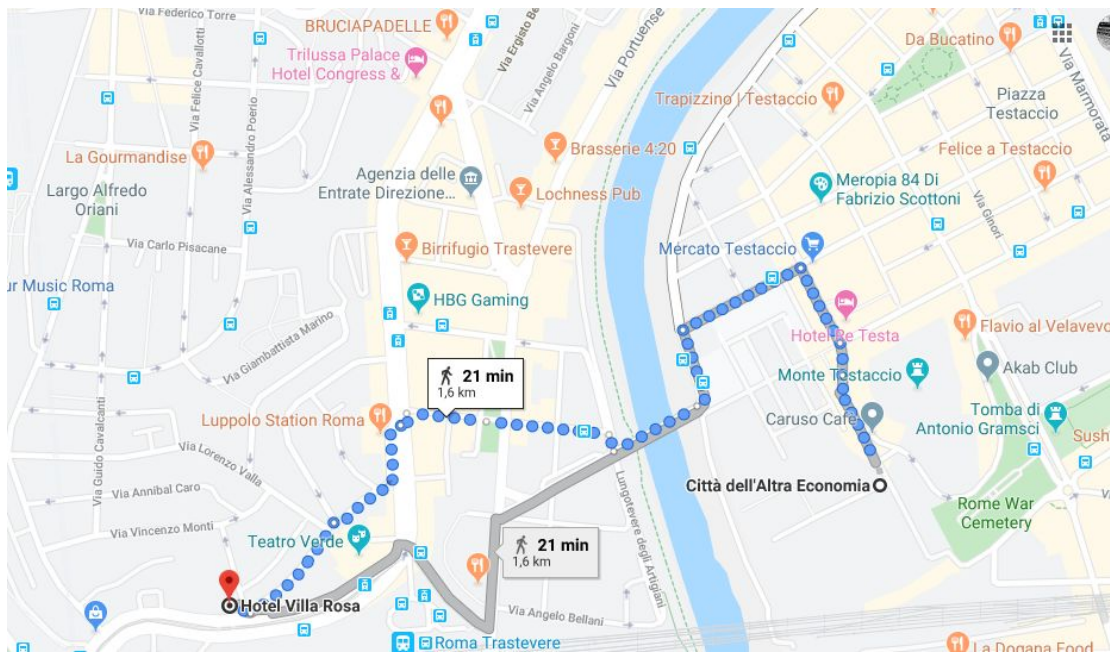 Via Federico Torre
BRUCIAPADELLE
Via Ergisto Be
Da Bucatino
Via Marmorata
Via Felice Cavallotti
Trilussa Palace
Hotel Congress &
Via Angelo Bargoni
Via Portuense
Via Alessandro Poerio
Trapizzino | Testaccio
Piazza
Testaccio
La Gourmandise
Brasserie 4:20
Felice a Testaccio
Agenzia delle
Entrate Direzione...
Largo Alfredo
Oriani
Lochness Pub
Meropia 84 Di
Fabrizio Scottoni
Via Ginori
Via Carlo Pisacane
Birrifugio Trastevere
Mercato Testaccio
ur Music Roma
HBG Gaming
Via Giambattista Marino
Hotel Re Testa
Flavio al Velavevo
21 min
1,6 km
Monte Testaccio
Akab Club
Luppolo Station Roma
Caruso Cafè
Tomba di
Antonio Gramsci
Via Guido Cavalcanti
Via Lorenzo Valla
Sush
Via Annibal Caro
Città dell'Altra Economia
Lungotevere degli Artigiani
Rome War
Cemetery
Via Vincenzo Monti
Teatro Verde
21 min
1,6 km
Hotel Villa Rosa
Via Angelo Bellani
Roma Trastevere
La Dogana Food